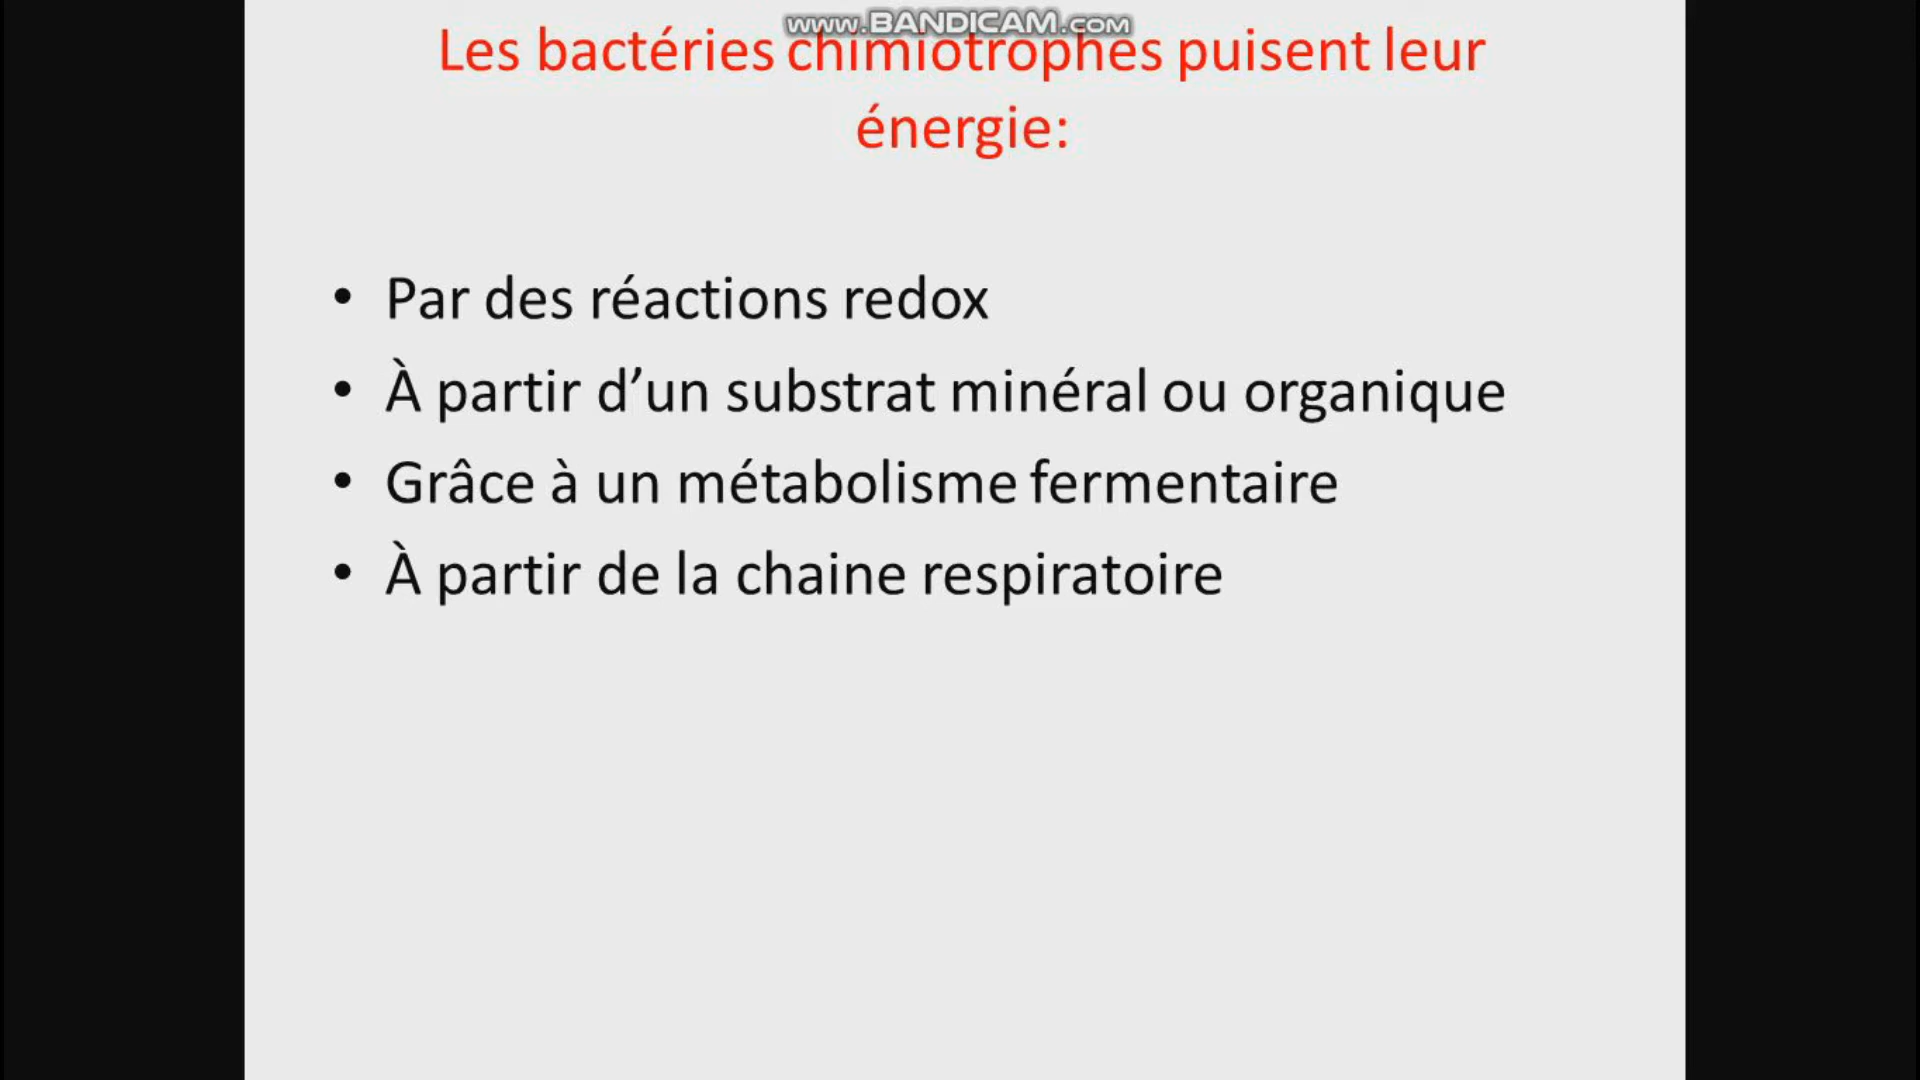 www.BANDICAM.com
Les bactéries chimiotrophes puisent leur
énergie:
• Par des réactions redox
• À partir d’un substrat minéral ou organique
• Grâce à un métabolisme fermentaire
• À partir de la chaine respiratoire